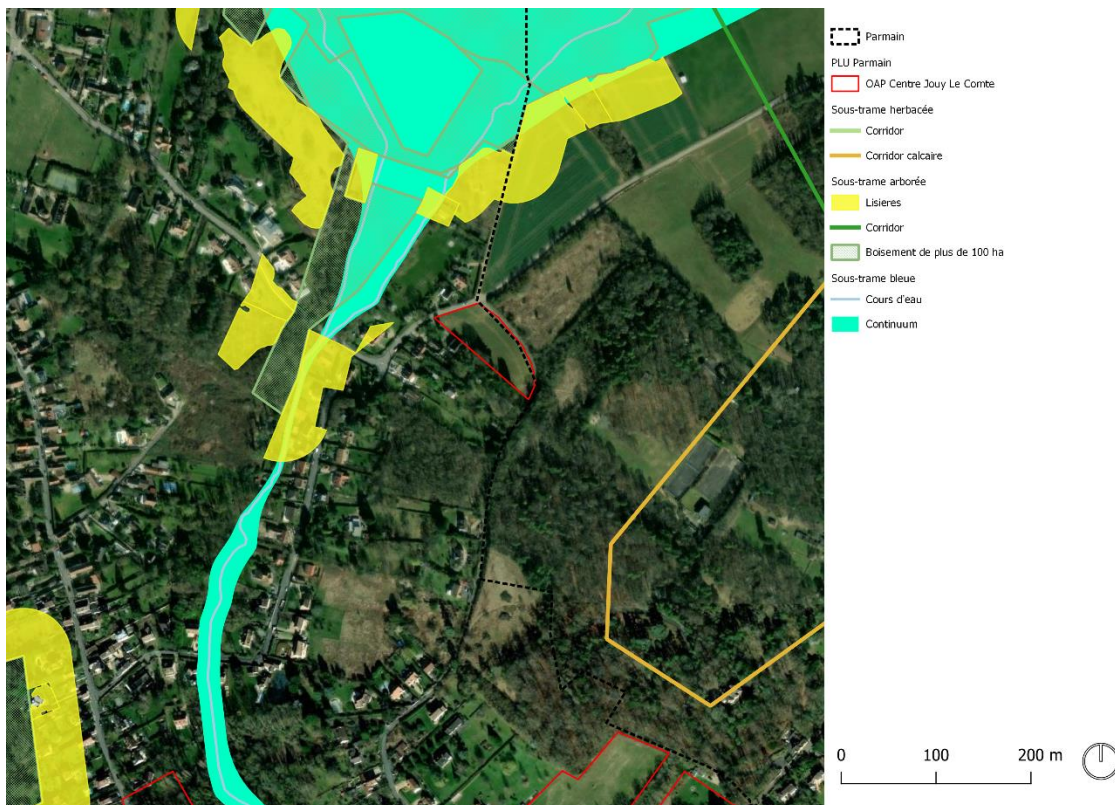 Parmain
PLU Parmain
OAP Centre Jouy Le Comte
Sous-trame herbacée
Corridor
Corridor calcaire
Sous-trame arborée
Lisieres
Corridor
Boisement de plus de 100 ha
Sous-trame bleue
Cours d'eau
Continuum
0 100 200 m